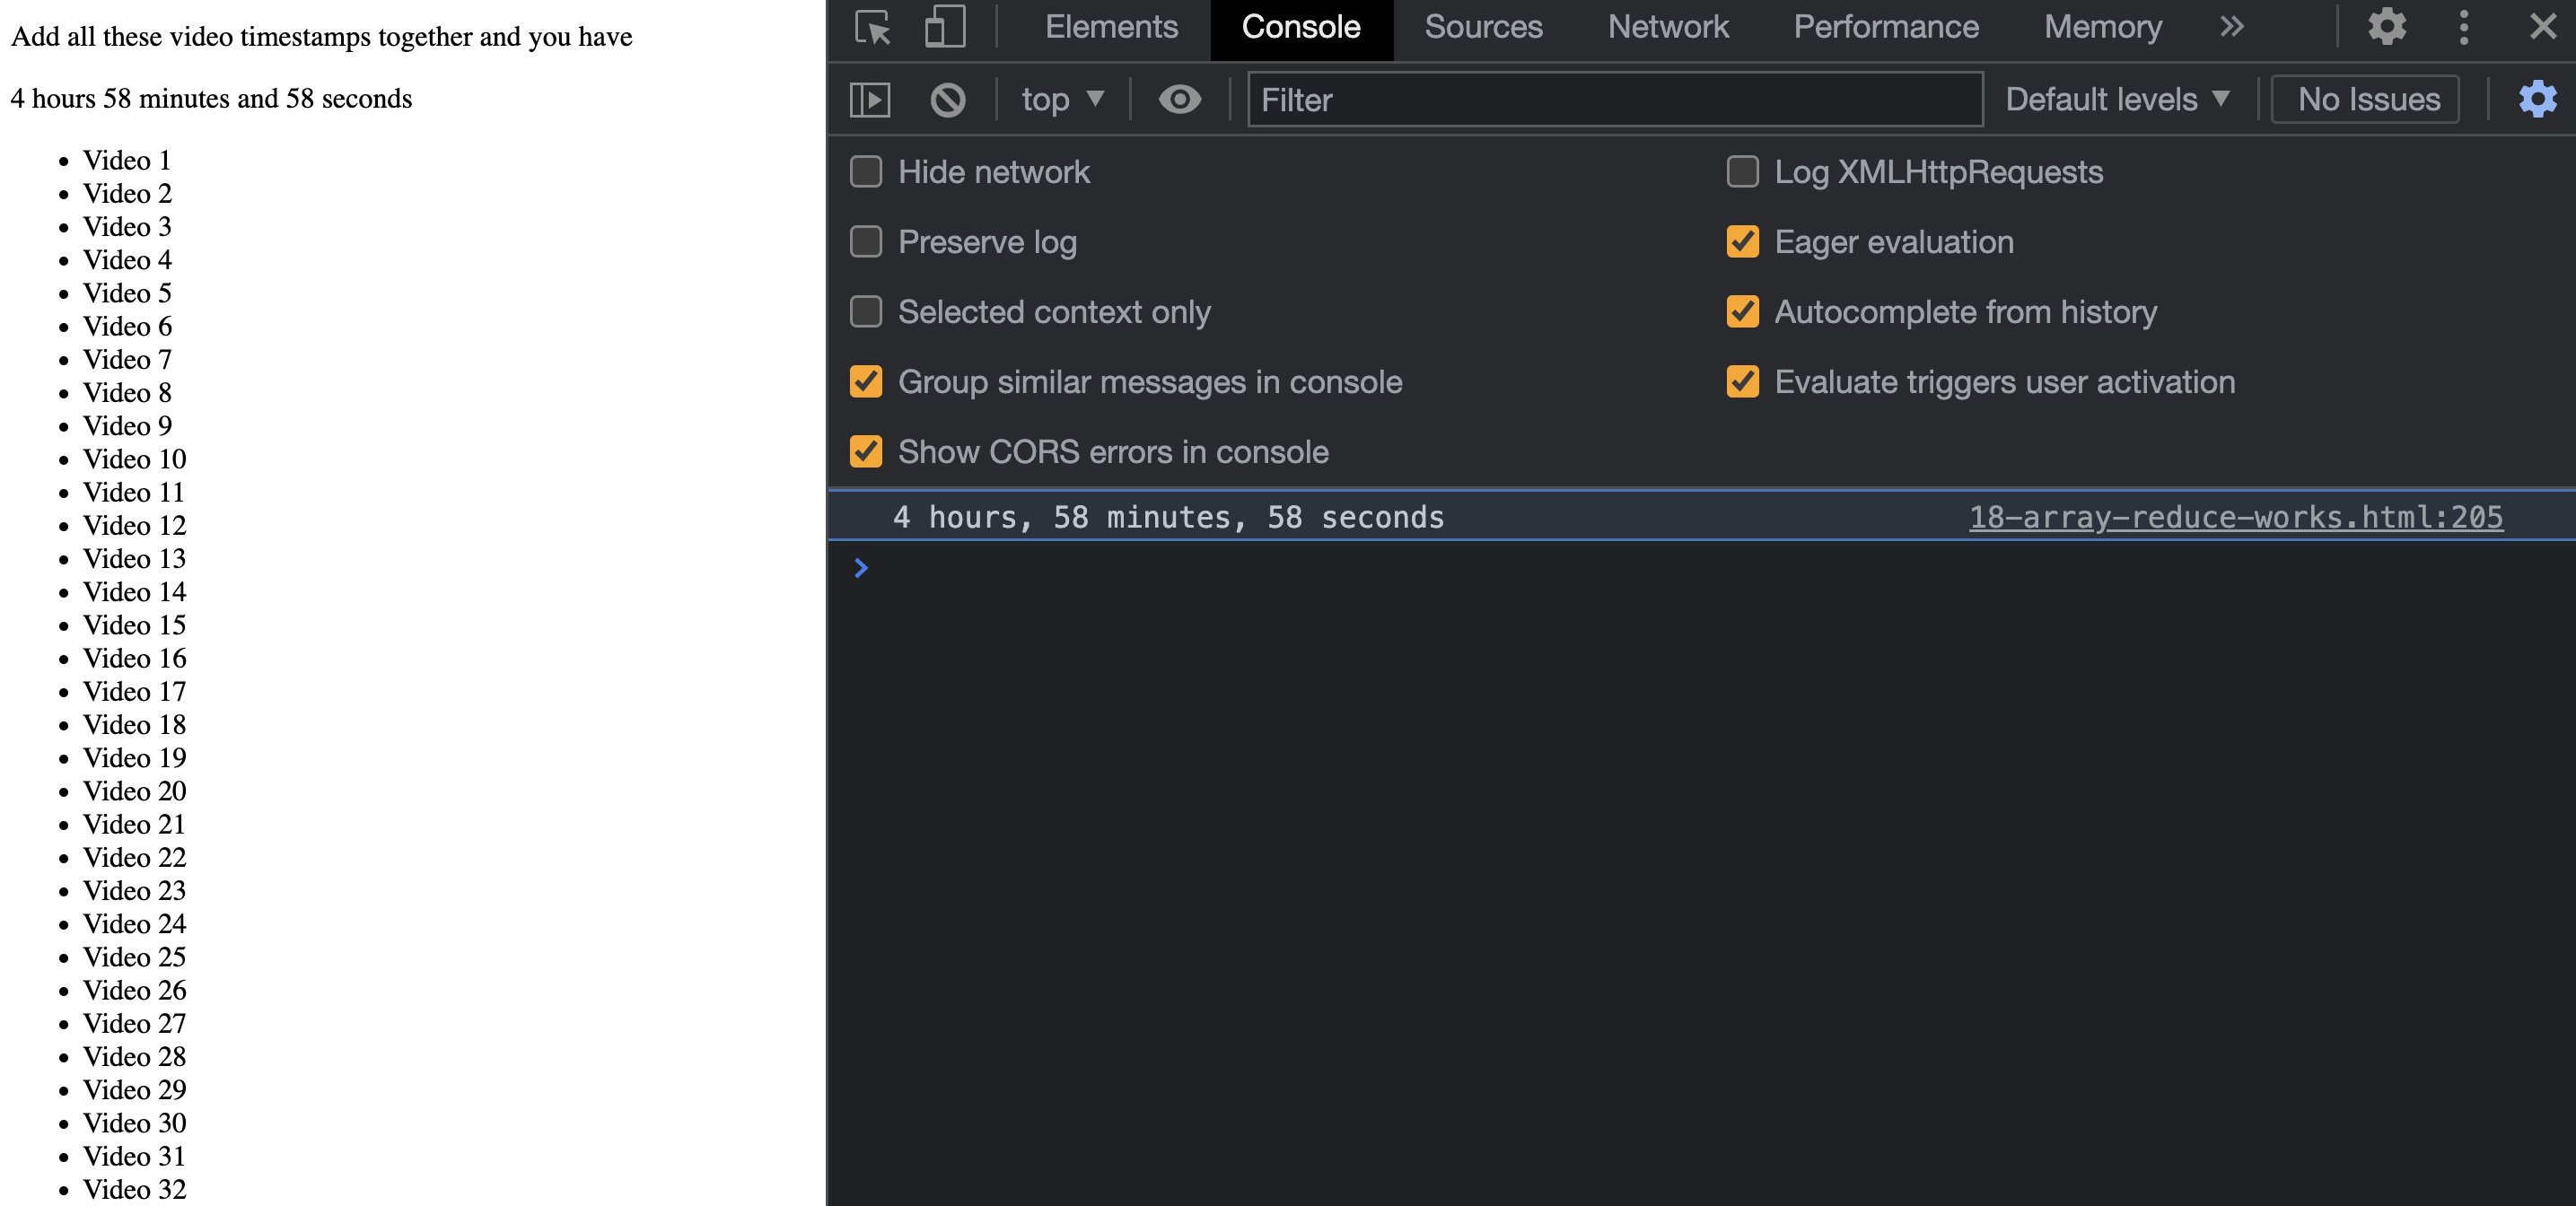 Add all these video timestamps together and you have
4 hours 58 minutes and 58 seconds
Video 1
Video 2
Video 3
Video 4
Video 5
Video 6
Video 7
Video 8
Video 9
Video 10
Video 11
Video 12
Video 13
Video 14
Video 15
Video 16
Video 17
Video 18
Video 19
Video 20
Video 21
Video 22
Video 23
Video 24
Video 25
Video 26
Video 27
Video 28
Video 29
Video 30
Video 31
Video 32
Elements Console Sources Network Performance Memory
top Filter Default levels No Issues
Hide network Log XMLHttpRequests
Preserve log Eager evaluation
Selected context only Autocomplete from history
Group similar messages in console Evaluate triggers user activation
Show CORS errors in console
4 hours, 58 minutes, 58 seconds 18-array-reduce-works.html:205